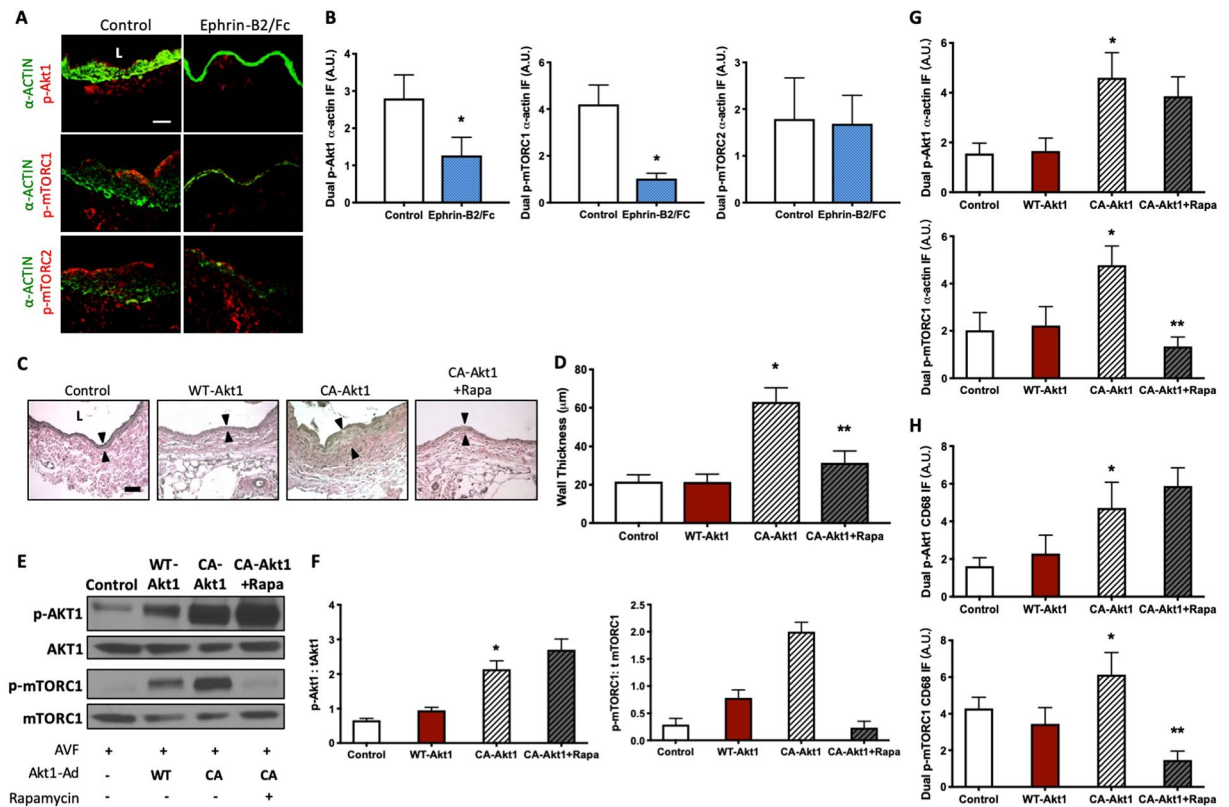 A
Control
Ephrin-B2/Fc
α-ACTIN
p-Akt1
L
α-ACTIN
p-mTORC1
α-ACTIN
p-mTORC2
B
Dual p-Akt1 α-actin IF (A.U.)
4
3
2
1
0
*
Control
Ephrin-B2/FC
Dual p-mTORC1 α-actin IF (A.U.)
6
4
2
0
*
Control
Ephrin-B2/FC
Dual p-mTORC2 α-actin IF (A.U.)
4
3
2
1
0
Control
Ephrin-B2/FC
C
Control
WT-Akt1
CA-Akt1
CA-Akt1
+Rapa
L
D
Wall Thickness (μm)
80
60
40
20
0
*
**
Control
WT-Akt1
CA-Akt1
CA-Akt1+Rapa
E
Control
WT-
Akt1
CA-
Akt1
CA-Akt1
+Rapa
p-AKT1
AKT1
p-mTORC1
mTORC1
AVF + + + +
Akt1-Ad - WT CA CA
Rapamycin - - - +
F
p-Akt1 : tAkt1
4
3
2
1
0
*
Control
WT-Akt1
CA-Akt1
CA-Akt1+Rapa
p-mTORC1: t mTORC1
2.5
2.0
1.5
1.0
0.5
0.0
Control
WT-Akt1
CA-Akt1
CA-Akt1+Rapa
G
Dual p-Akt1 α-actin IF (A.U.)
6
4
2
0
*
Control
WT-Akt1
CA-Akt1
CA-Akt1+Rapa
Dual p-mTORC1 α-actin IF (A.U.)
6
4
2
0
*
**
Control
WT-Akt1
CA-Akt1
CA-Akt1+Rapa
H
Dual p-Akt1 CD68 IF (A.U.)
8
6
4
2
0
*
Control
WT-Akt1
CA-Akt1
CA-Akt1+Rapa
Dual p-mTORC1 CD68 IF (A.U.)
8
6
4
2
0
*
**
Control
WT-Akt1
CA-Akt1
CA-Akt1+Rapa